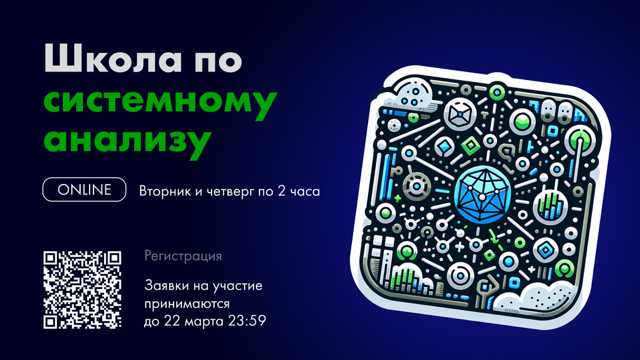 Школа по
системному
анализу
ONLINE
Вторник и четверг по 2 часа
Регистрация
Заявки на участие
принимаются
до 22 марта 23:59